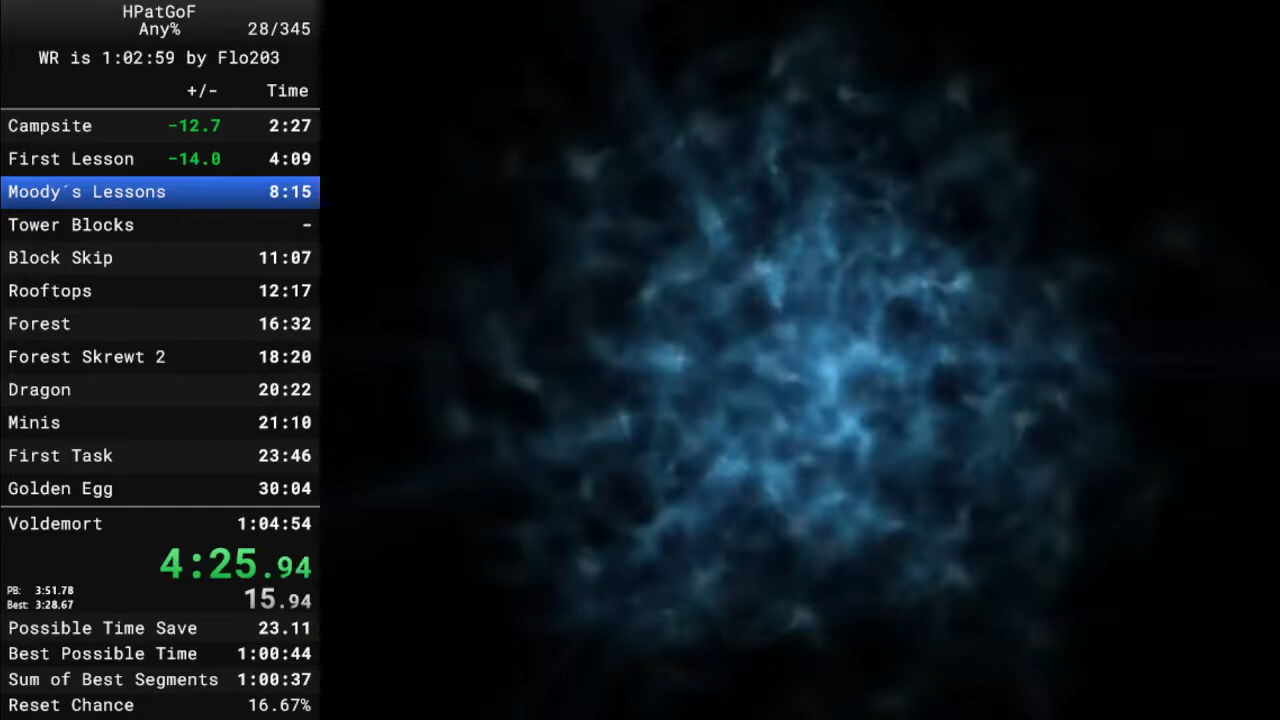 HPatGoF
Any% 28/345
WR is 1:02:59 by Flo203
+/- Time
Campsite -12.7 2:27
First Lesson -14.0 4:09
Moody´s Lessons 8:15
Tower Blocks -
Block Skip 11:07
Rooftops 12:17
Forest 16:32
Forest Skrewt 2 18:20
Dragon 20:22
Minis 21:10
First Task 23:46
Golden Egg 30:04
Voldemort 1:04:54
4:25.94
PB: 3:51.78
Best: 3:28.67 15.94
Possible Time Save 23.11
Best Possible Time 1:00:44
Sum of Best Segments 1:00:37
Reset Chance 16.67%